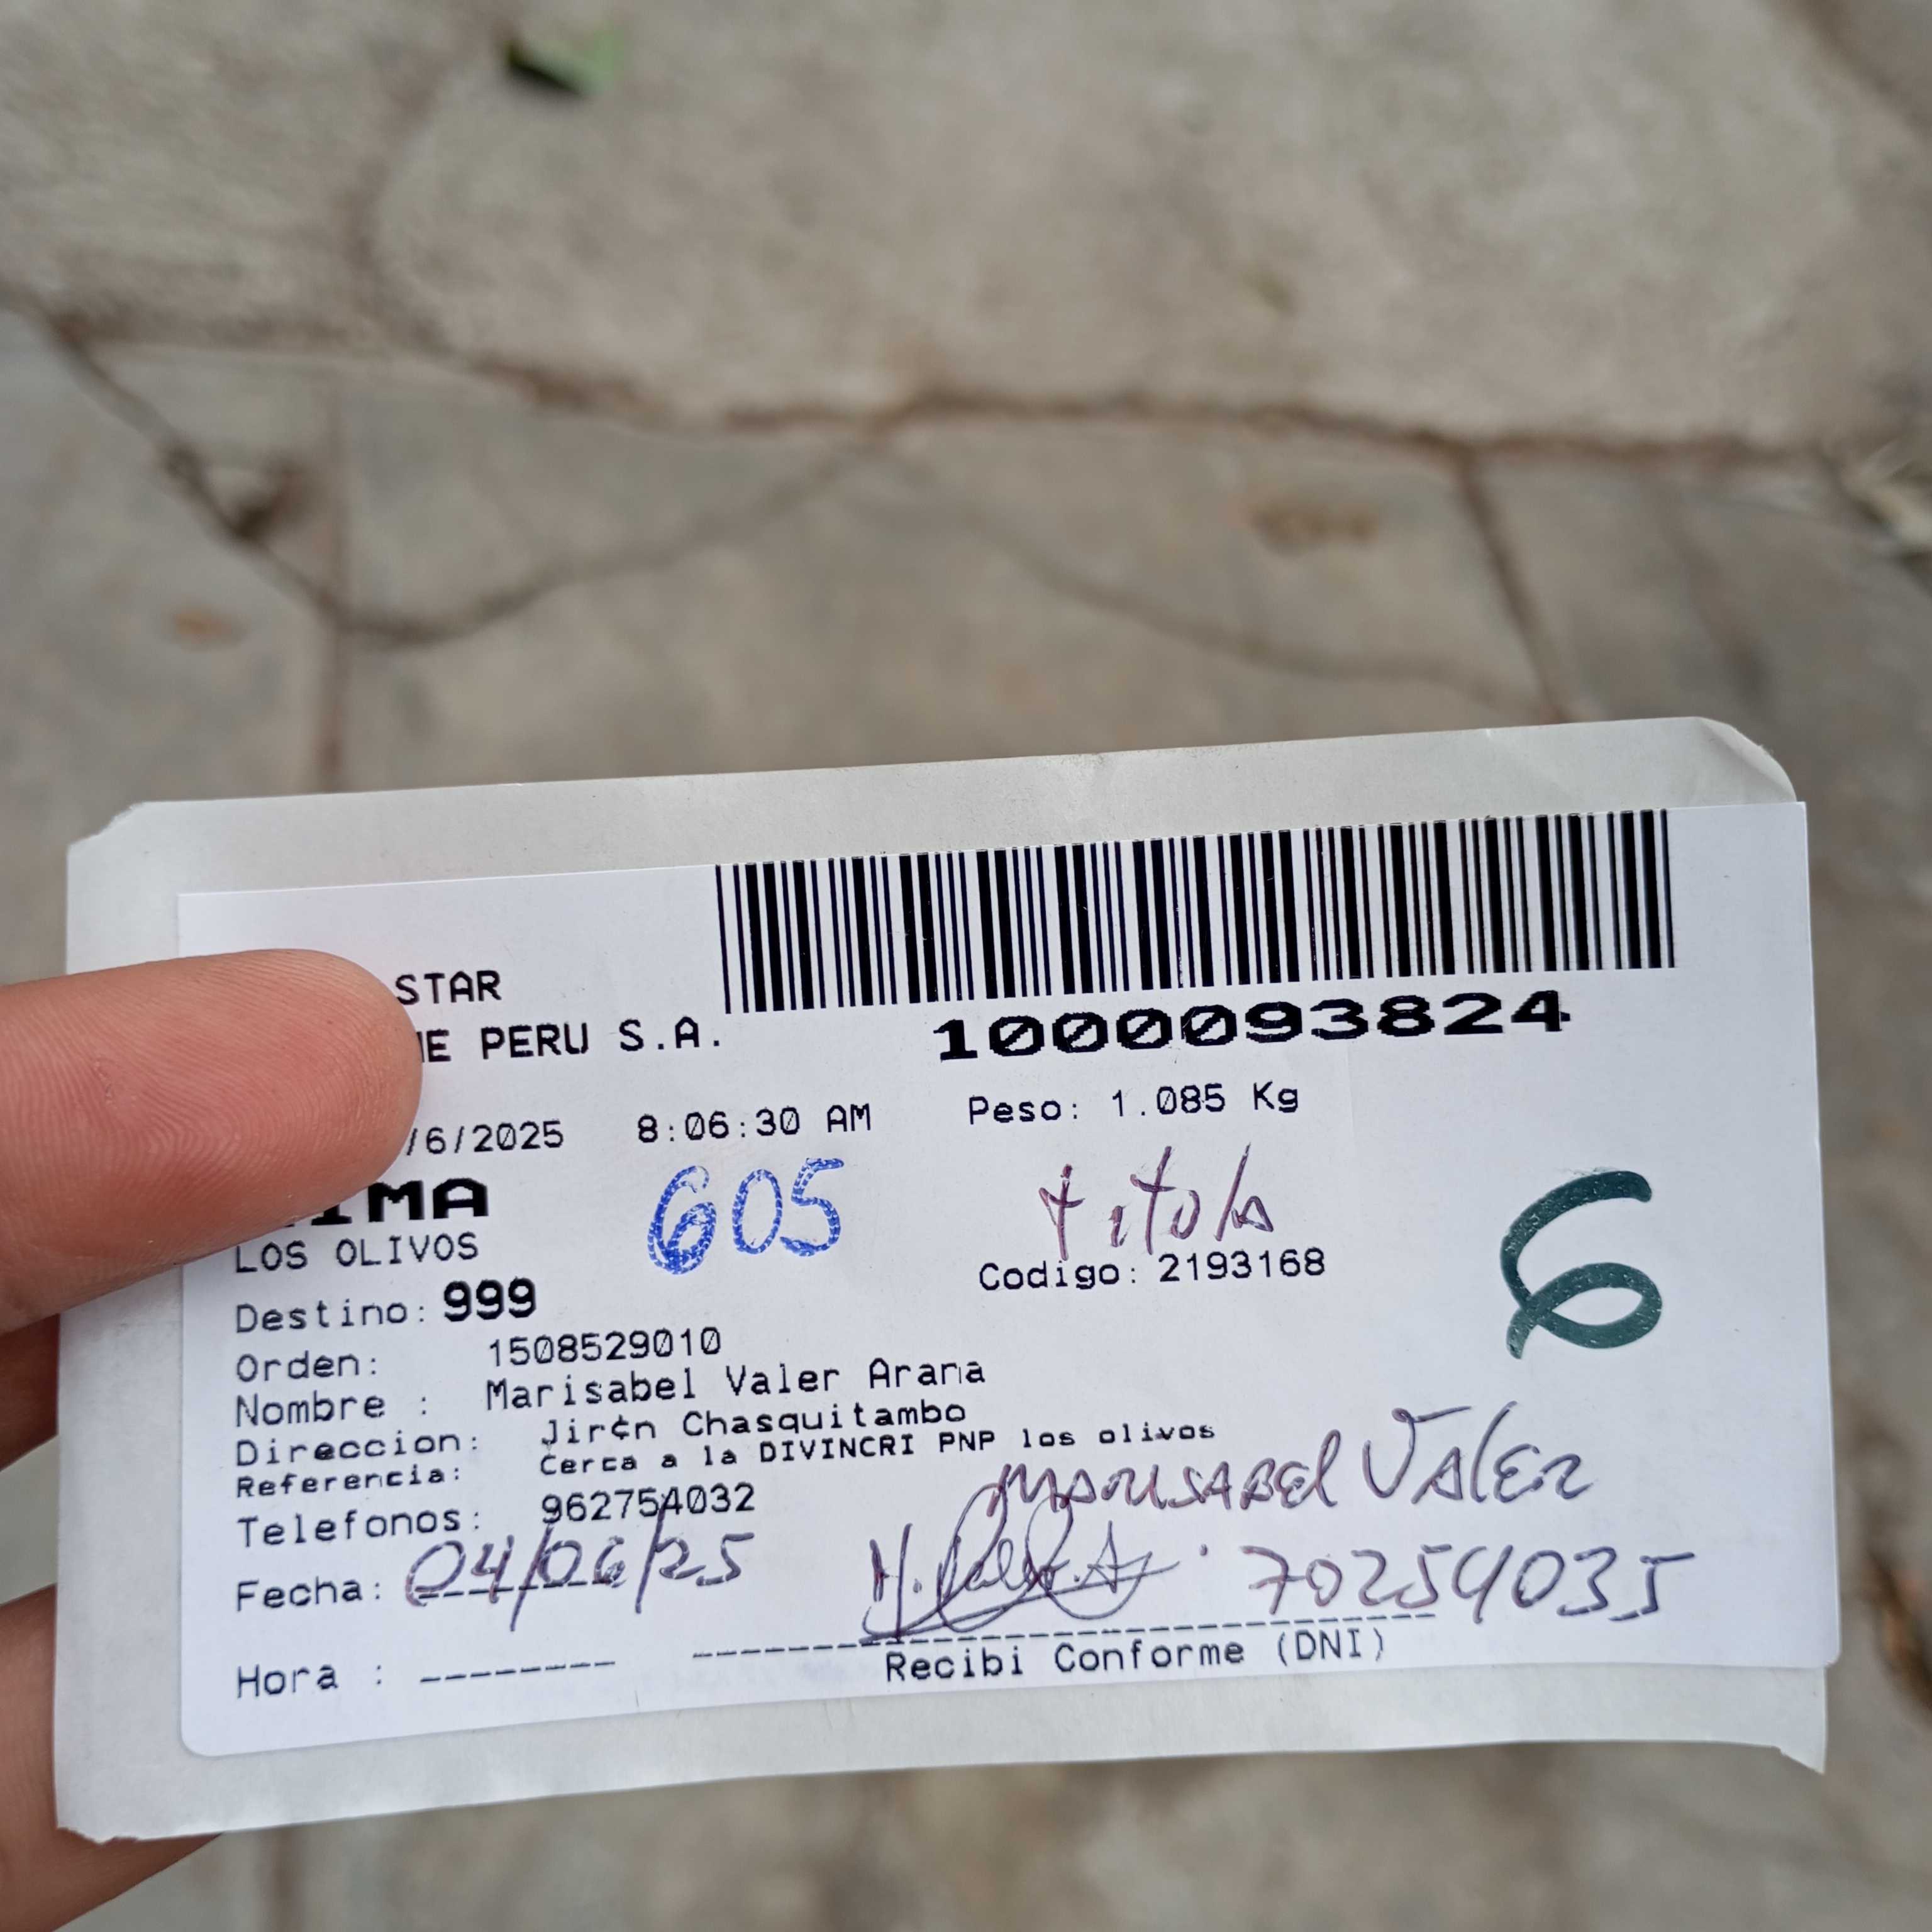 STAR
E PERU S.A.
1000093824
/6/2025 8:06:30 AM Peso: 1.085 Kg
IMA
605 titola
LOS OLIVOS
Codigo: 2193168
6
Destino: 999
Orden: 1508529010
Nombre : Marisabel Valer Arana
Direccion: Jir¢n Chasquitambo
Referencia: Cerca a la DIVINCRI PNP los olivos
MARISABEL VALER
Telefonos: 962754032
Fecha: 04/06/25
70254035
Hora : --------
Recibi Conforme (DNI)